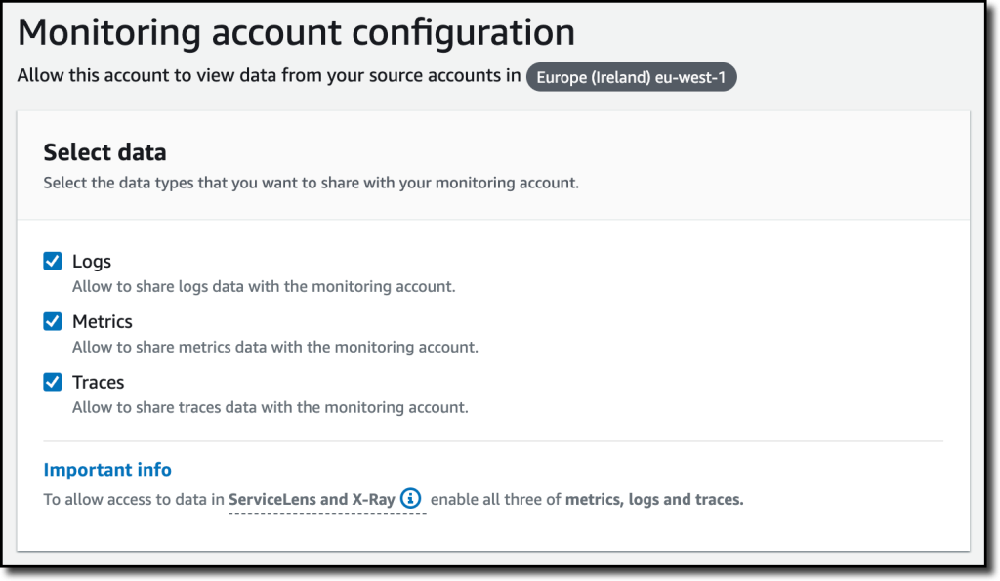 Monitoring account configuration
Allow this account to view data from your source accounts in Europe (Ireland) eu-west-1
Select data
Select the data types that you want to share with your monitoring account.
Logs
Allow to share logs data with the monitoring account.
Metrics
Allow to share metrics data with the monitoring account.
Traces
Allow to share traces data with the monitoring account.
Important info
To allow access to data in ServiceLens and X-Ray enable all three of metrics, logs and traces.